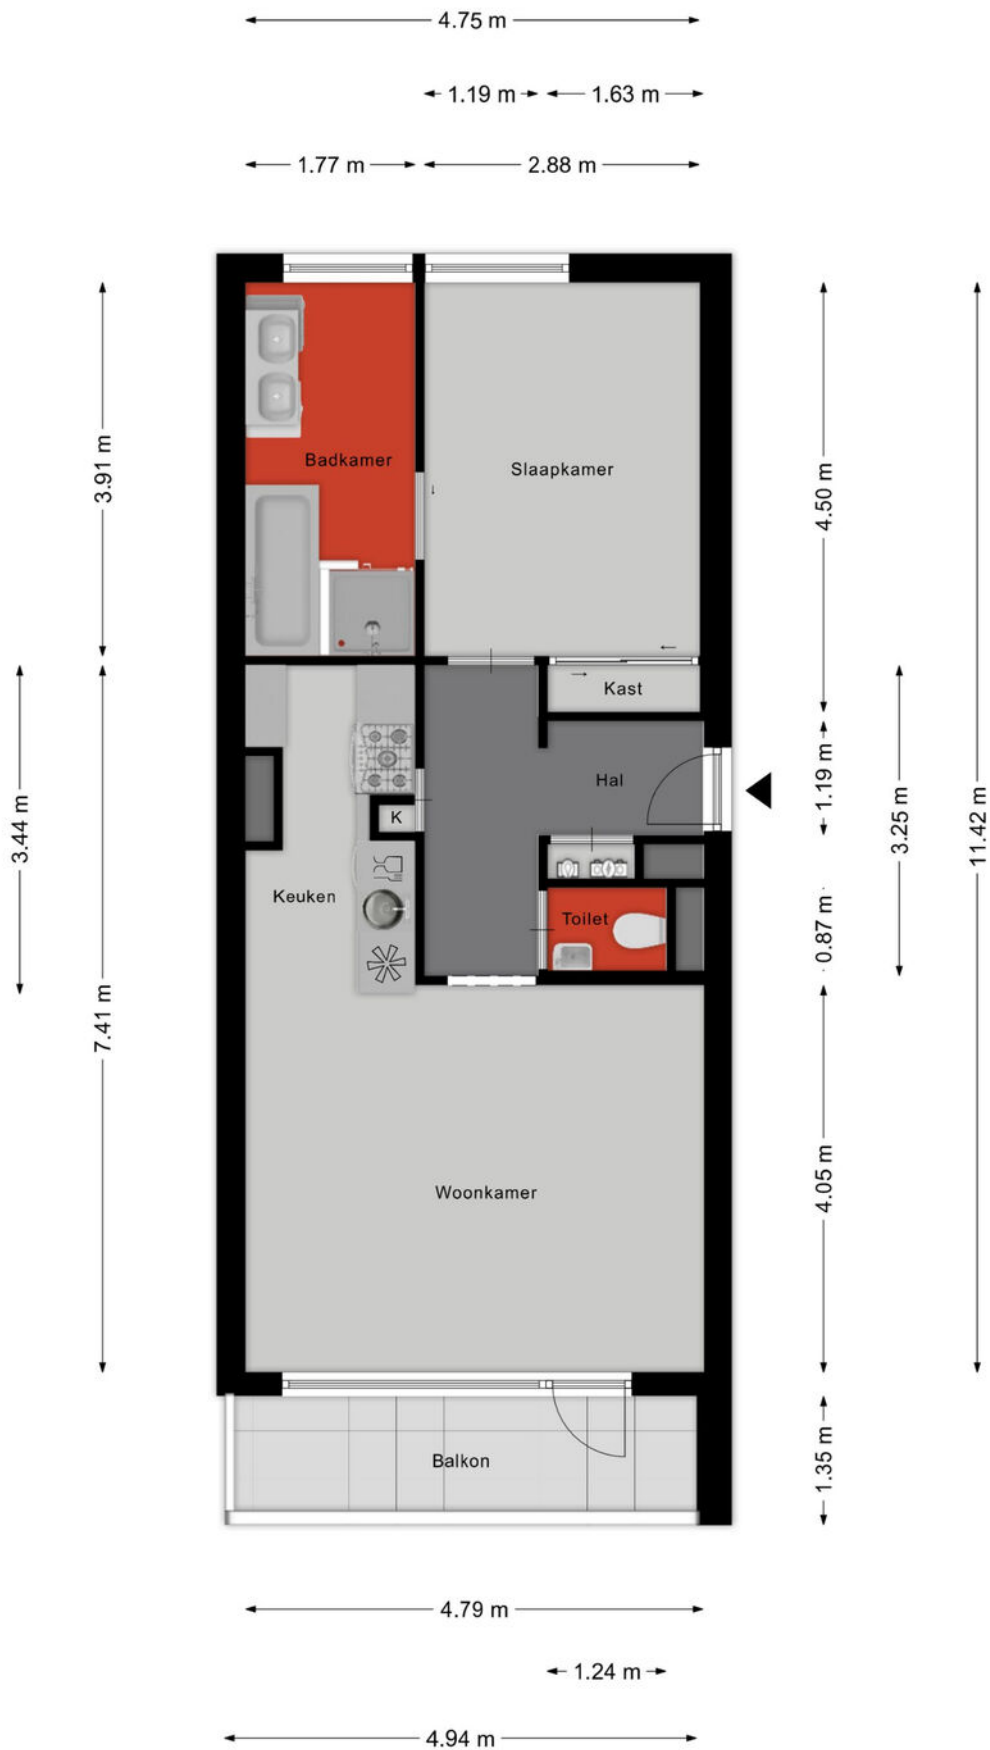 4.75 m
1.19 m
1.63 m
1.77 m
2.88 m
3.91 m
Badkamer
Slaapkamer
4.50 m
Kast
3.44 m
K
Hal
1.19 m
3.25 m
11.42 m
Keuken
Toilet
0.87 m
7.41 m
Woonkamer
4.05 m
Balkon
1.35 m
4.79 m
1.24 m
4.94 m